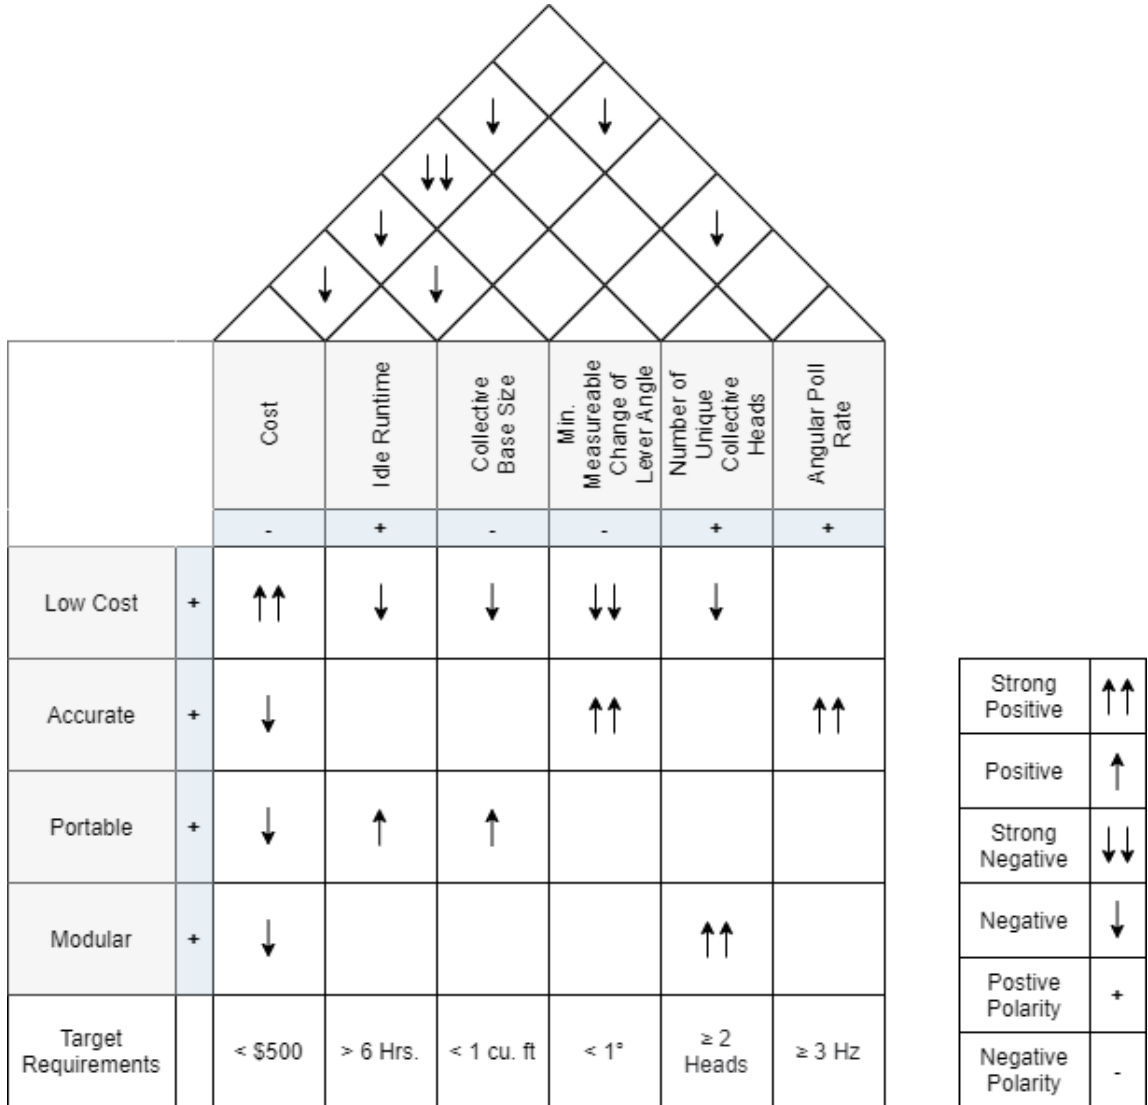 Cost
Idle Runtime
Collective
Base Size
Min.
Measureable
Change of
Lever Angle
Number of
Unique
Collective
Heads
Angular Poll
Rate
-
+
-
-
+
+
Low Cost
+
Accurate
+
Portable
+
Modular
+
Target
Requirements
< $500
> 6 Hrs.
< 1 cu. ft
< 1°
≥ 2
Heads
≥ 3 Hz
Strong
Positive
Positive
Strong
Negative
Negative
Postive
Polarity
+
Negative
Polarity
-